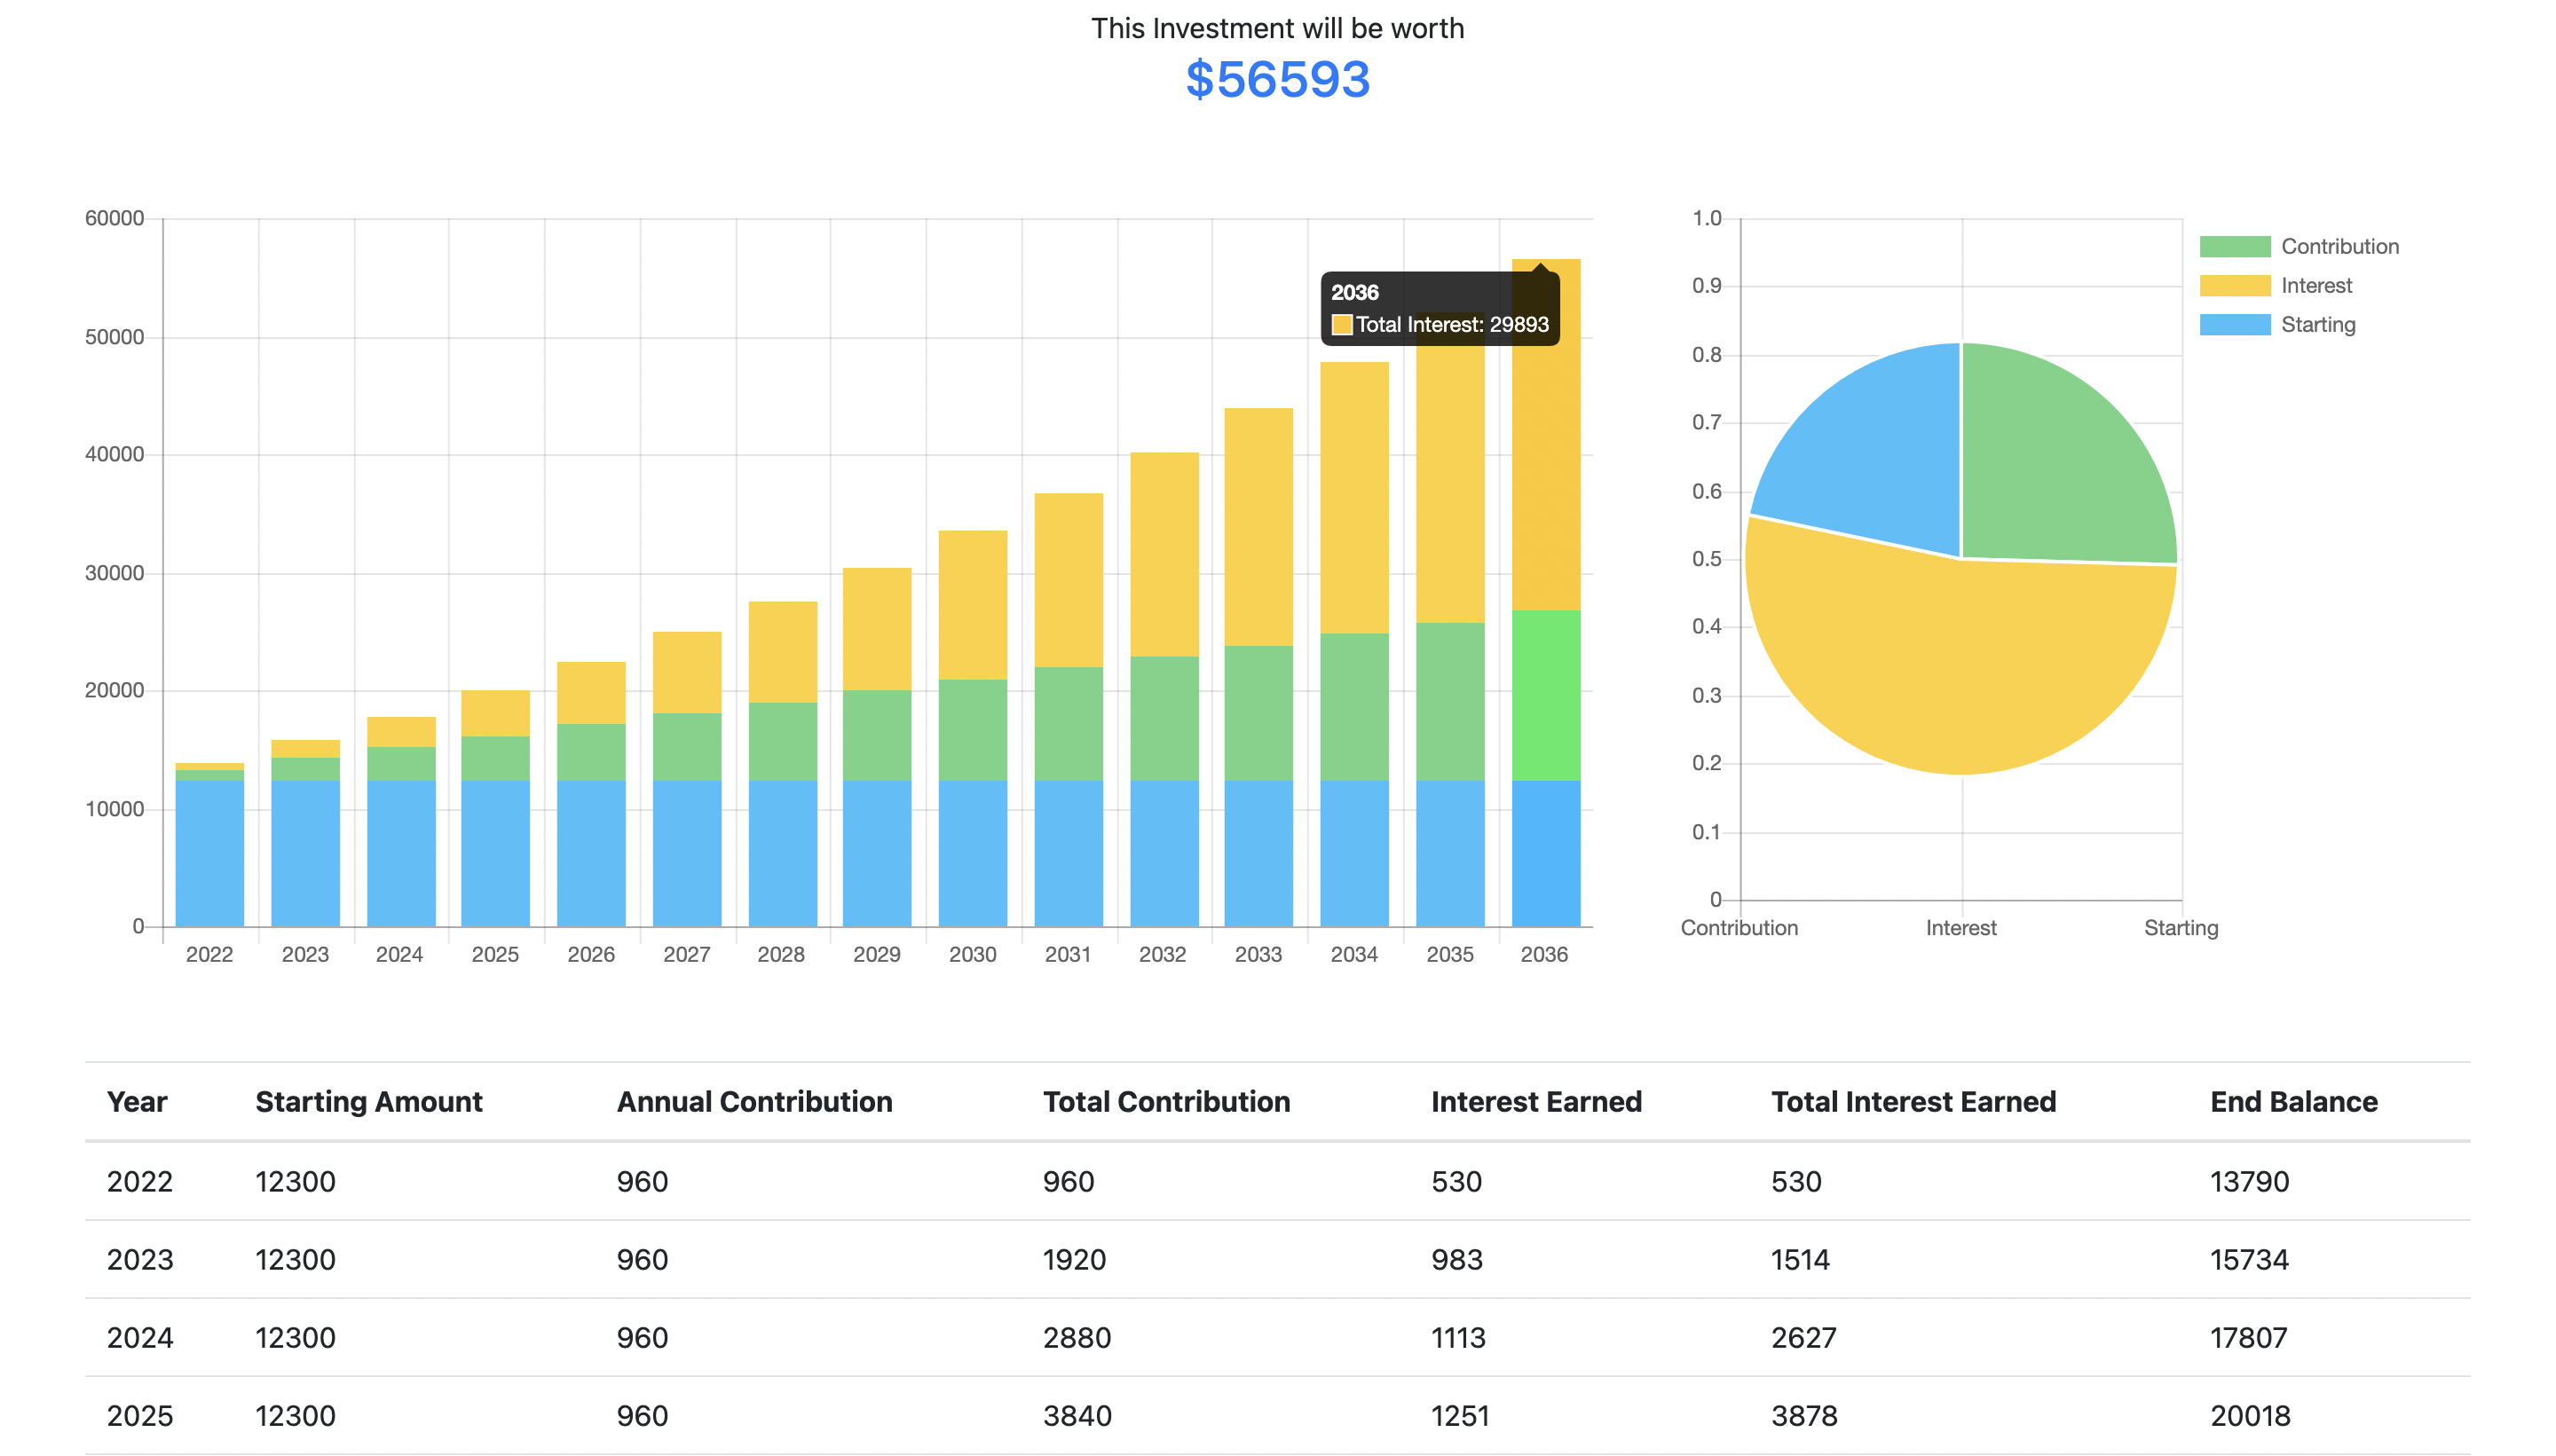 This Investment will be worth
$56593
60000
50000
40000
30000
20000
10000
0
2022 2023 2024 2025 2026 2027 2028 2029 2030 2031 2032 2033 2034 2035 2036
2036
Total Interest: 29893
1.0
0.9
0.8
0.7
0.6
0.5
0.4
0.3
0.2
0.1
0
Contribution Interest Starting
Contribution
Interest
Starting
Year Starting Amount Annual Contribution Total Contribution Interest Earned Total Interest Earned End Balance
2022 12300 960 960 530 530 13790
2023 12300 960 1920 983 1514 15734
2024 12300 960 2880 1113 2627 17807
2025 12300 960 3840 1251 3878 20018